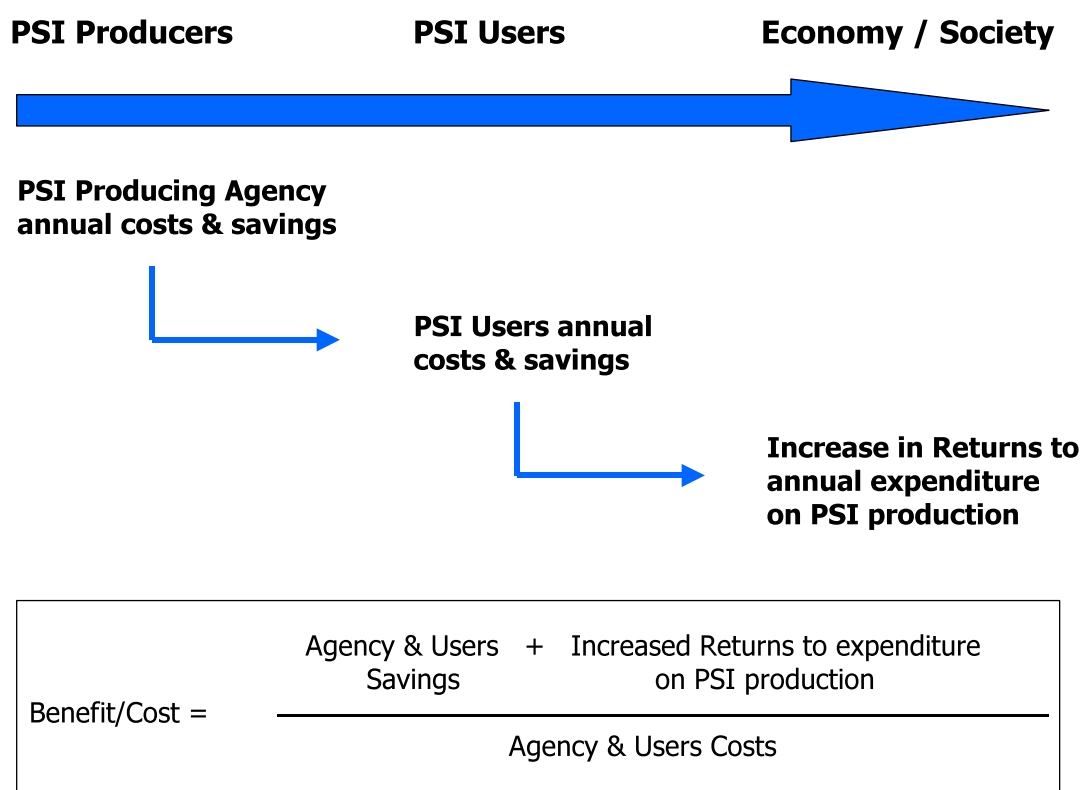 PSI Producers PSI Users Economy / Society
PSI Producing Agency
annual costs & savings
PSI Users annual
costs & savings
Increase in Returns to
annual expenditure
on PSI production
Agency & Users + Increased Returns to expenditure
Savings on PSI production
Benefit/Cost =
Agency & Users Costs